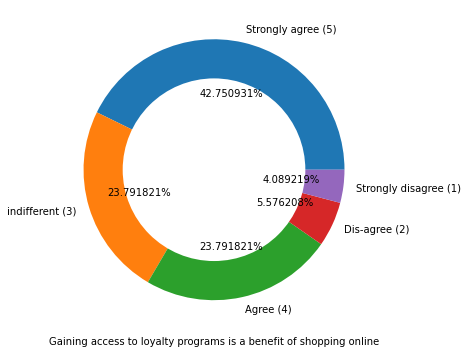 Strongly agree (5)
42.750931%
4.089219%
23.791821%
Strongly disagree (1)
5.576208%
indifferent (3)
Dis-agree (2)
23.791821%
Agree (4)
Gaining access to loyalty programs is a benefit of shopping online